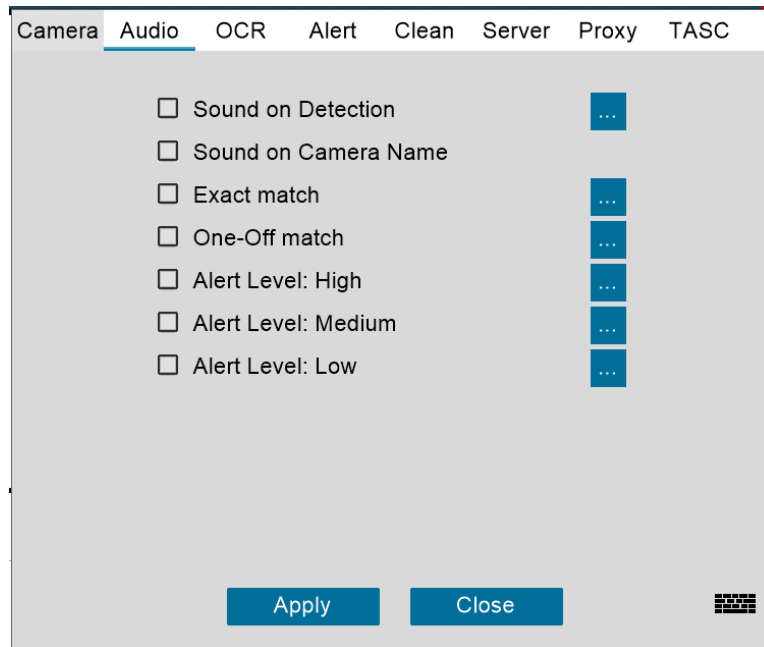 Camera Audio OCR Alert Clean Server Proxy TASC
Sound on Detection ...
Sound on Camera Name
Exact match ...
One-Off match ...
Alert Level: High ...
Alert Level: Medium ...
Alert Level: Low ...
Apply Close